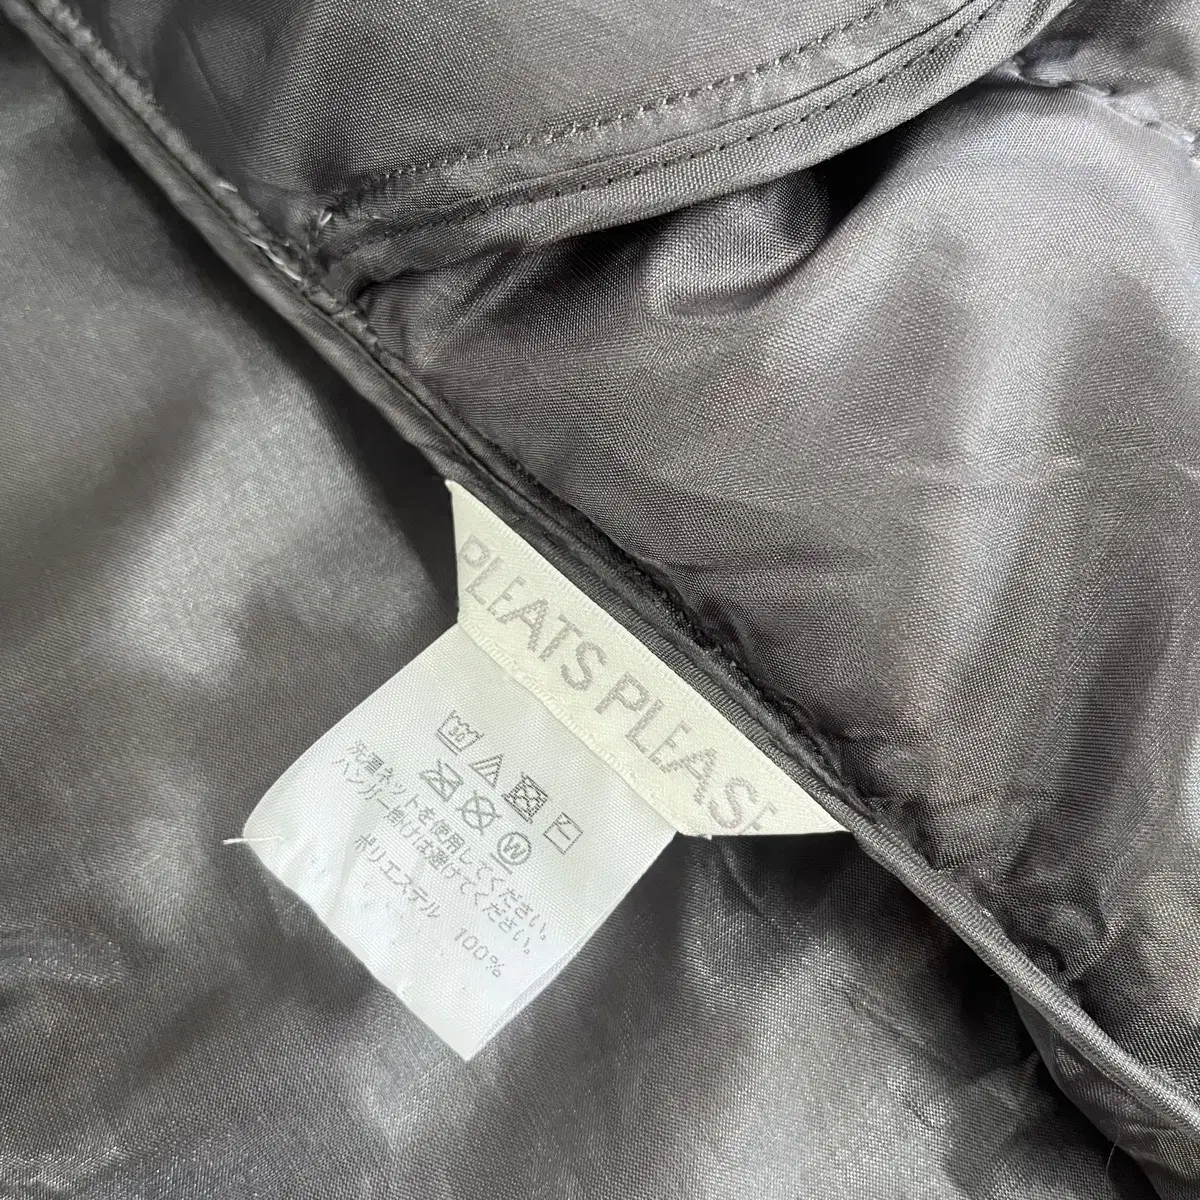 PLEATS PLEASE
30
W
洗濯ネットを使用してください。
ハンガー掛けは避けてください。
ポリエステル 100%